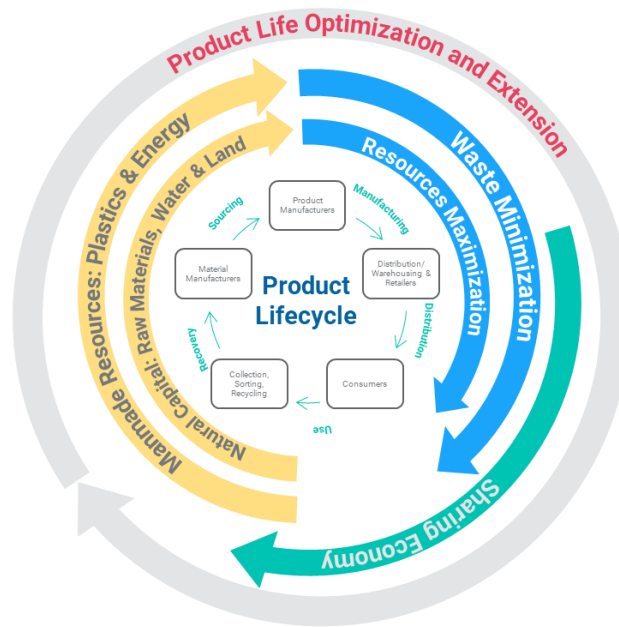 Product Life Optimization and Extension
Waste Minimization
Resources Maximization
Manmade Resources: Plastics & Energy
Natural Capital: Raw Materials, Water & Land
Sharing Economy
Product
Lifecycle
Product
Manufacturers
Manufacturing
Distribution/
Warehousing &
Retailers
Distribution
Consumers
Use
Collection,
Sorting,
Recycling
Recovery
Material
Manufacturers
Sourcing